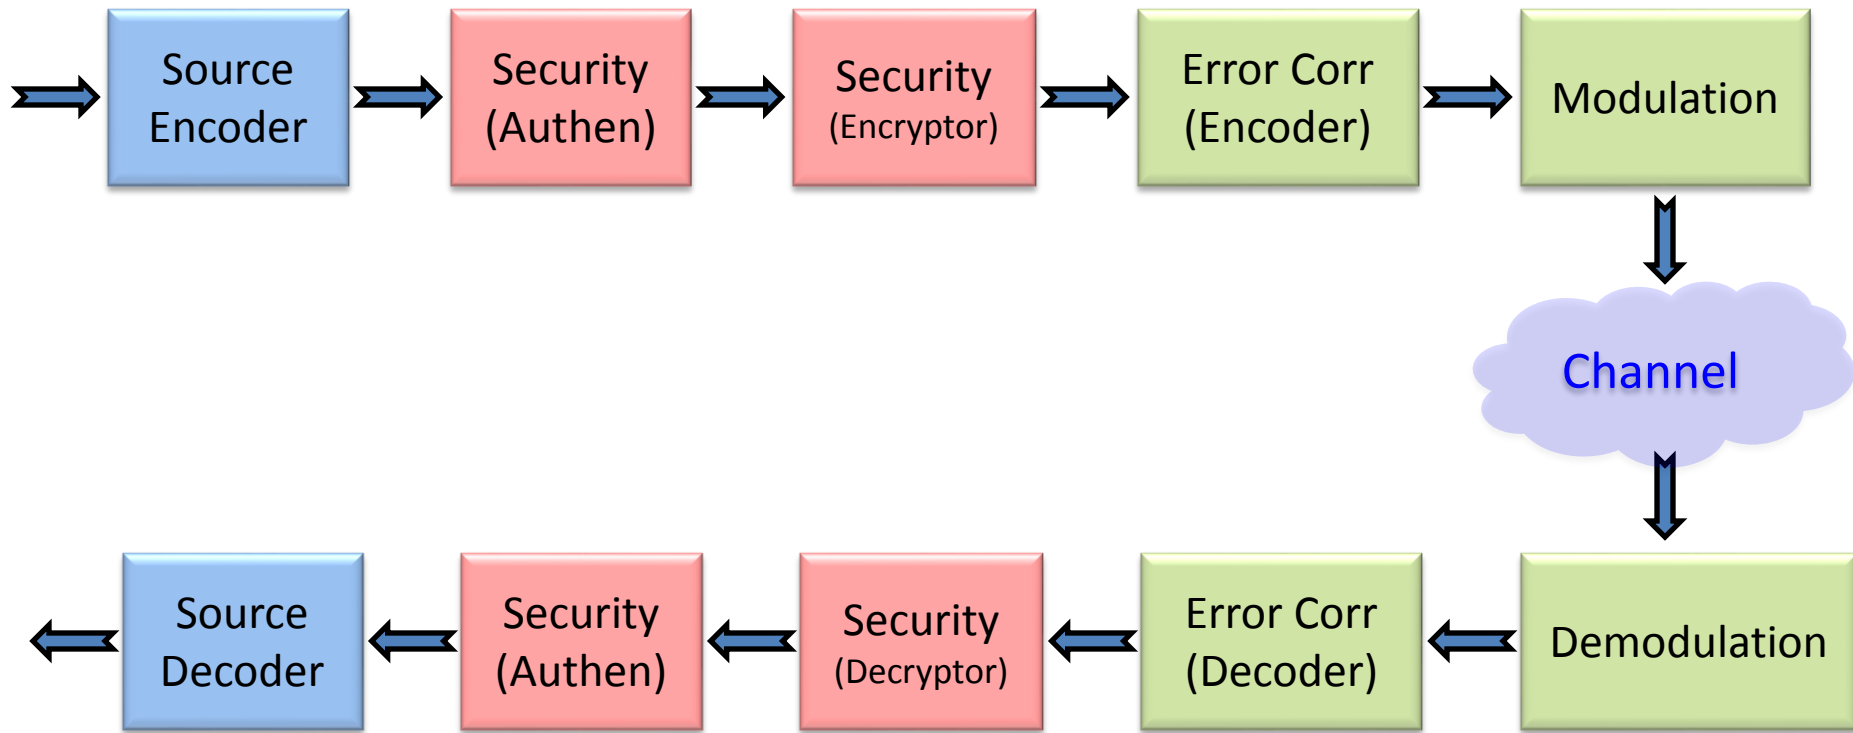 Source
Encoder
Security
(Authen)
Security
(Encryptor)
Error Corr
(Encoder)
Modulation
Channel
Source
Decoder
Security
(Authen)
Security
(Decryptor)
Error Corr
(Decoder)
Demodulation